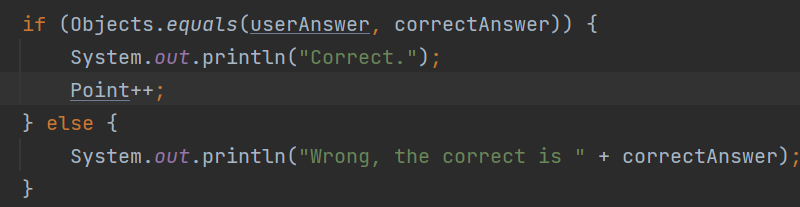 if (Objects.equals(userAnswer, correctAnswer)) {
    System.out.println("Correct.");
    Point++;
} else {
    System.out.println("Wrong, the correct is " + correctAnswer);
}